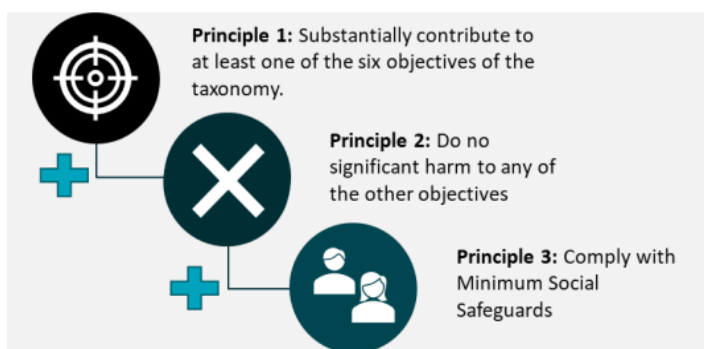 Principle 1: Substantially contribute to
at least one of the six objectives of the
taxonomy.
Principle 2: Do no
significant harm to any of
the other objectives
Principle 3: Comply with
Minimum Social
Safeguards